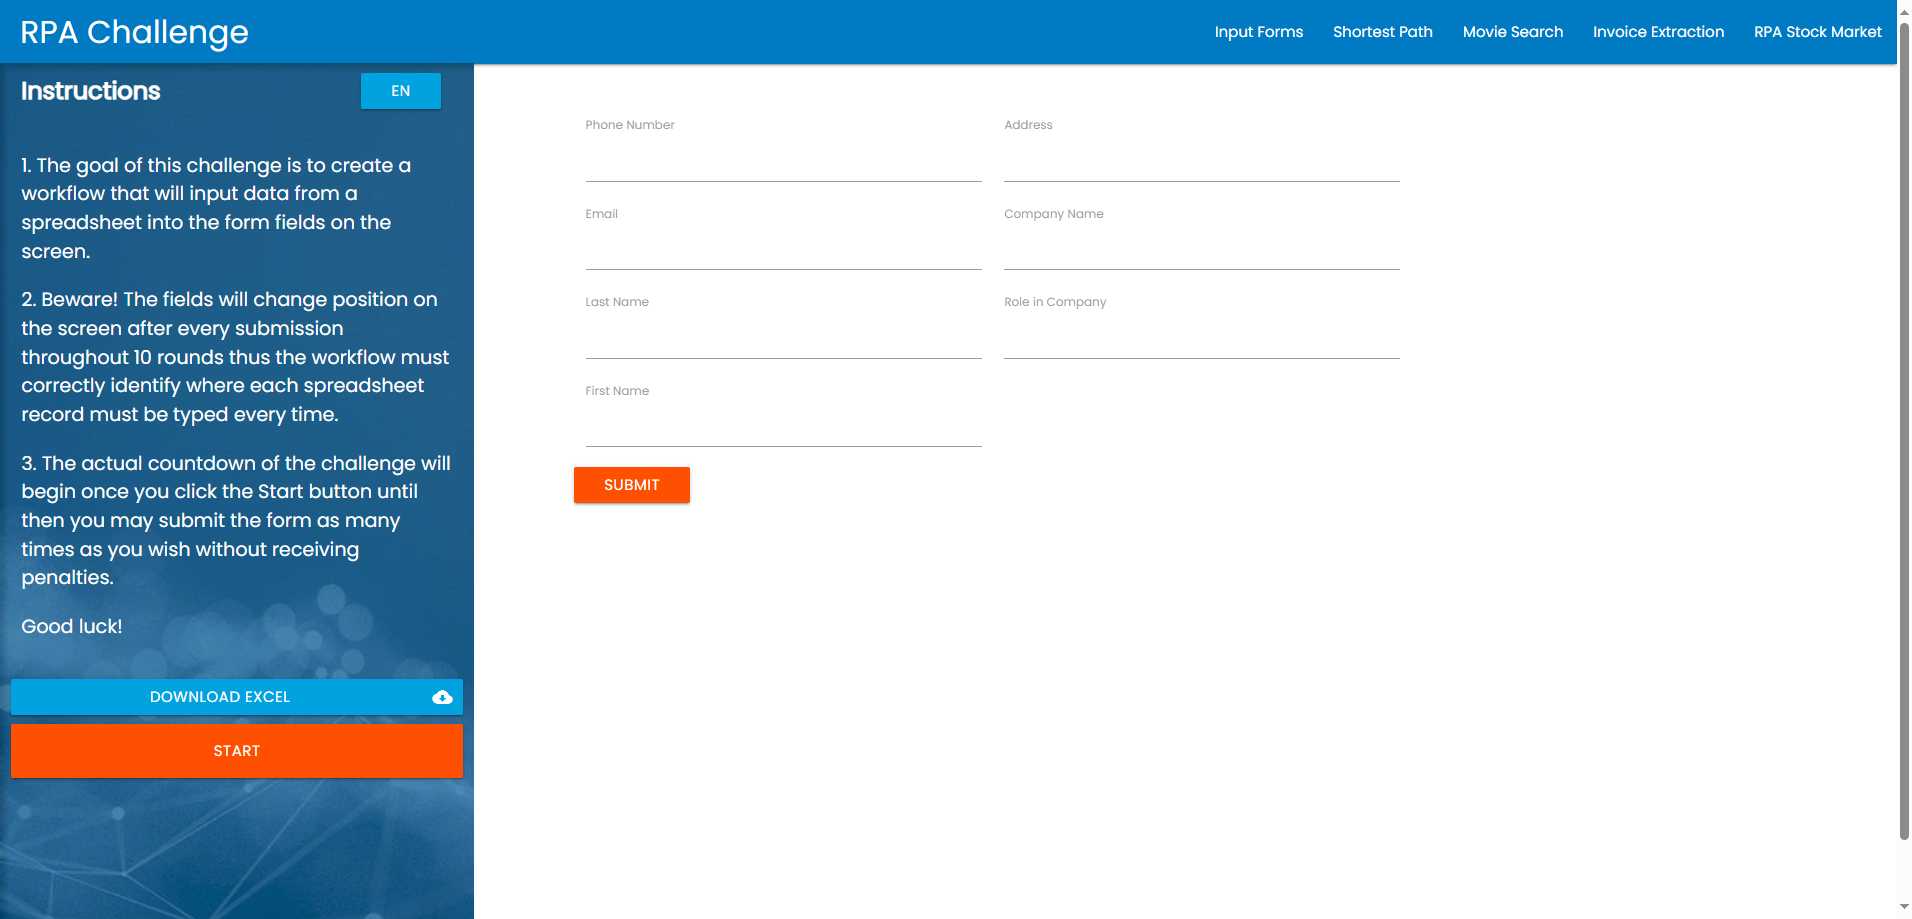 RPA Challenge
Input Forms
Shortest Path
Movie Search
Invoice Extraction
RPA Stock Market
Instructions
EN
1. The goal of this challenge is to create a
workflow that will input data from a
spreadsheet into the form fields on the
screen.
2. Beware! The fields will change position on
the screen after every submission
throughout 10 rounds thus the workflow must
correctly identify where each spreadsheet
record must be typed every time.
3. The actual countdown of the challenge will
begin once you click the Start button until
then you may submit the form as many
times as you wish without receiving
penalties.
Good luck!
DOWNLOAD EXCEL
START
Phone Number
Address
Email
Company Name
Last Name
Role in Company
First Name
SUBMIT